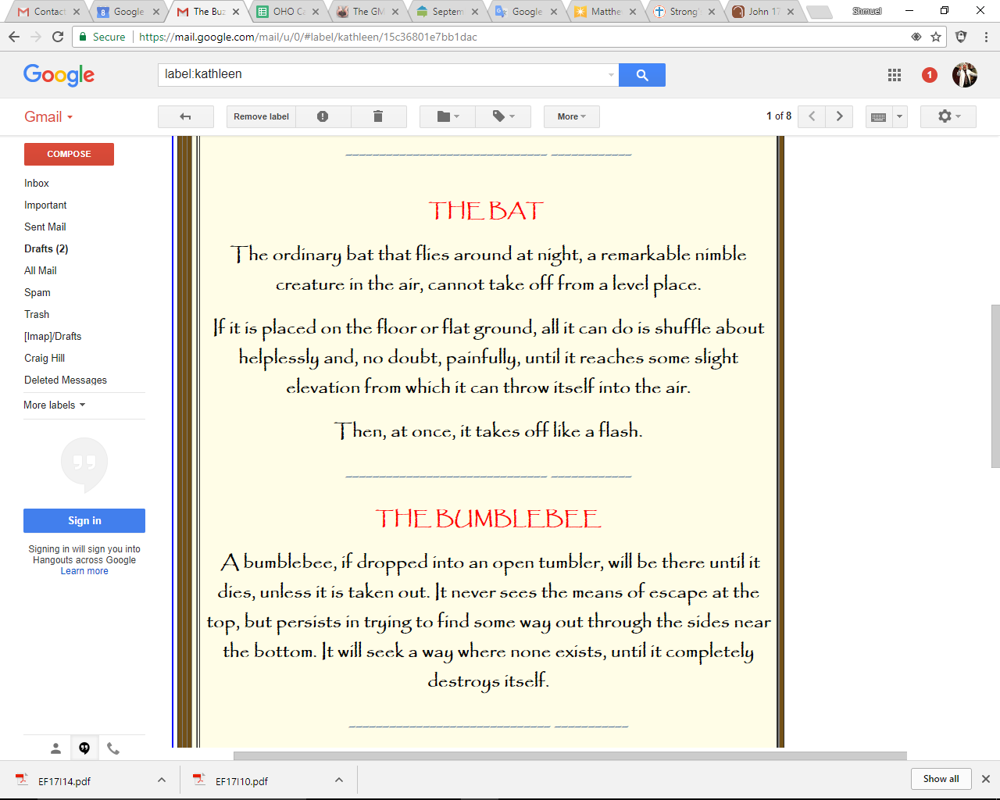 Contact
Google
The Buz
OHO Ca
The GM
Septem
Google
Matthe
Strong'
John 17
Shmuel
Secure
https://mail.google.com/mail/u/0/#label/kathleen/15c36801e7bb1dac
Google
label:kathleen
1
Gmail
Remove label
More
1 of 8
COMPOSE
Inbox
Important
Sent Mail
Drafts (2)
All Mail
Spam
Trash
[Imap]/Drafts
Craig Hill
Deleted Messages
More labels
Sign in
Signing in will sign you into
Hangouts across Google
Learn more
THE BAT
The ordinary bat that flies around at night, a remarkable nimble
creature in the air, cannot take off from a level place.
If it is placed on the floor or flat ground, all it can do is shuffle about
helplessly and, no doubt, painfully, until it reaches some slight
elevation from which it can throw itself into the air.
Then, at once, it takes off like a flash.
THE BUMBLEBEE
A bumblebee, if dropped into an open tumbler, will be there until it
dies, unless it is taken out. It never sees the means of escape at the
top, but persists in trying to find some way out through the sides near
the bottom. It will seek a way where none exists, until it completely
destroys itself.
EF17I14.pdf
EF17I10.pdf
Show all